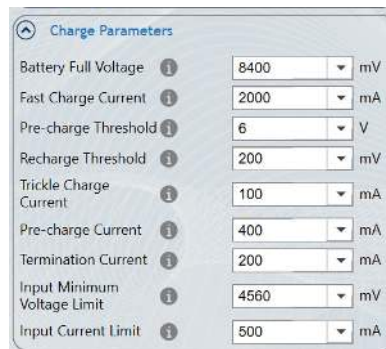 Charge Parameters
Battery Full Voltage 8400 mV
Fast Charge Current 2000 mA
Pre-charge Threshold 6 V
Recharge Threshold 200 mV
Trickle Charge
Current 100 mA
Pre-charge Current 400 mA
Termination Current 200 mA
Input Minimum
Voltage Limit 4560 mV
Input Current Limit 500 mA